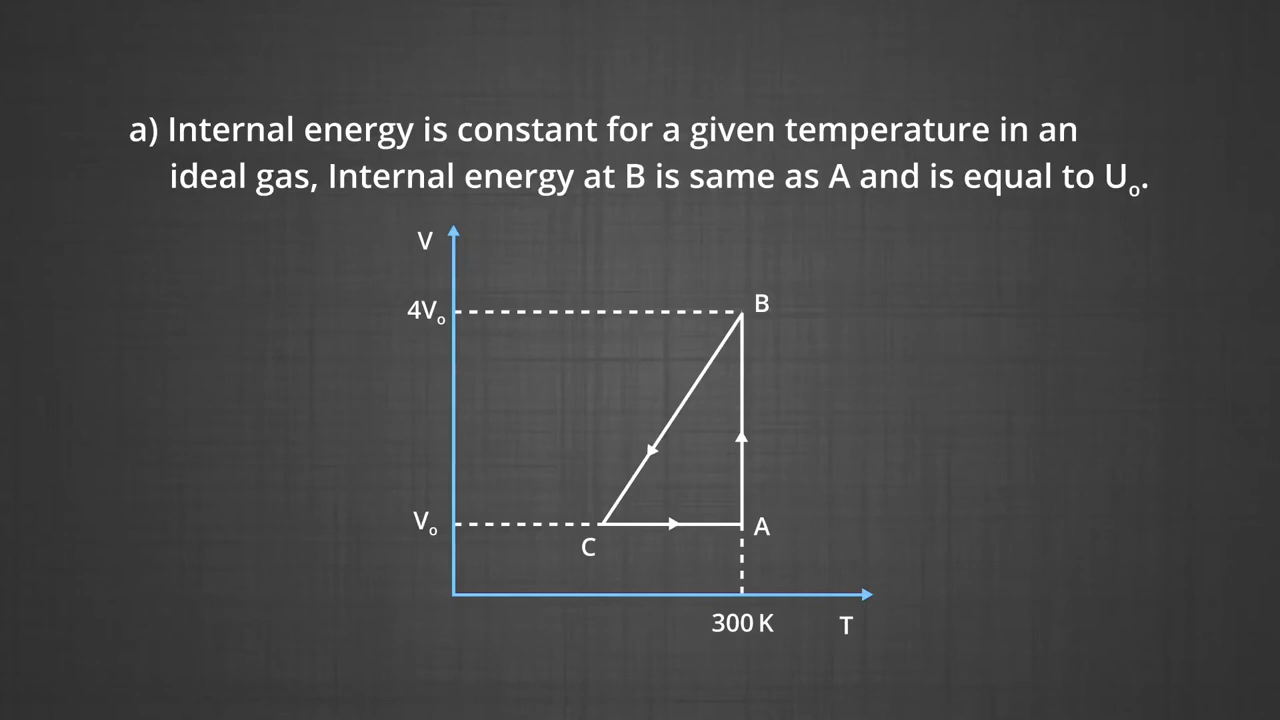 a) Internal energy is constant for a given temperature in an
ideal gas, Internal energy at B is same as A and is equal to Uₒ.
V
4Vₒ
B
Vₒ
A
C
300 K
T